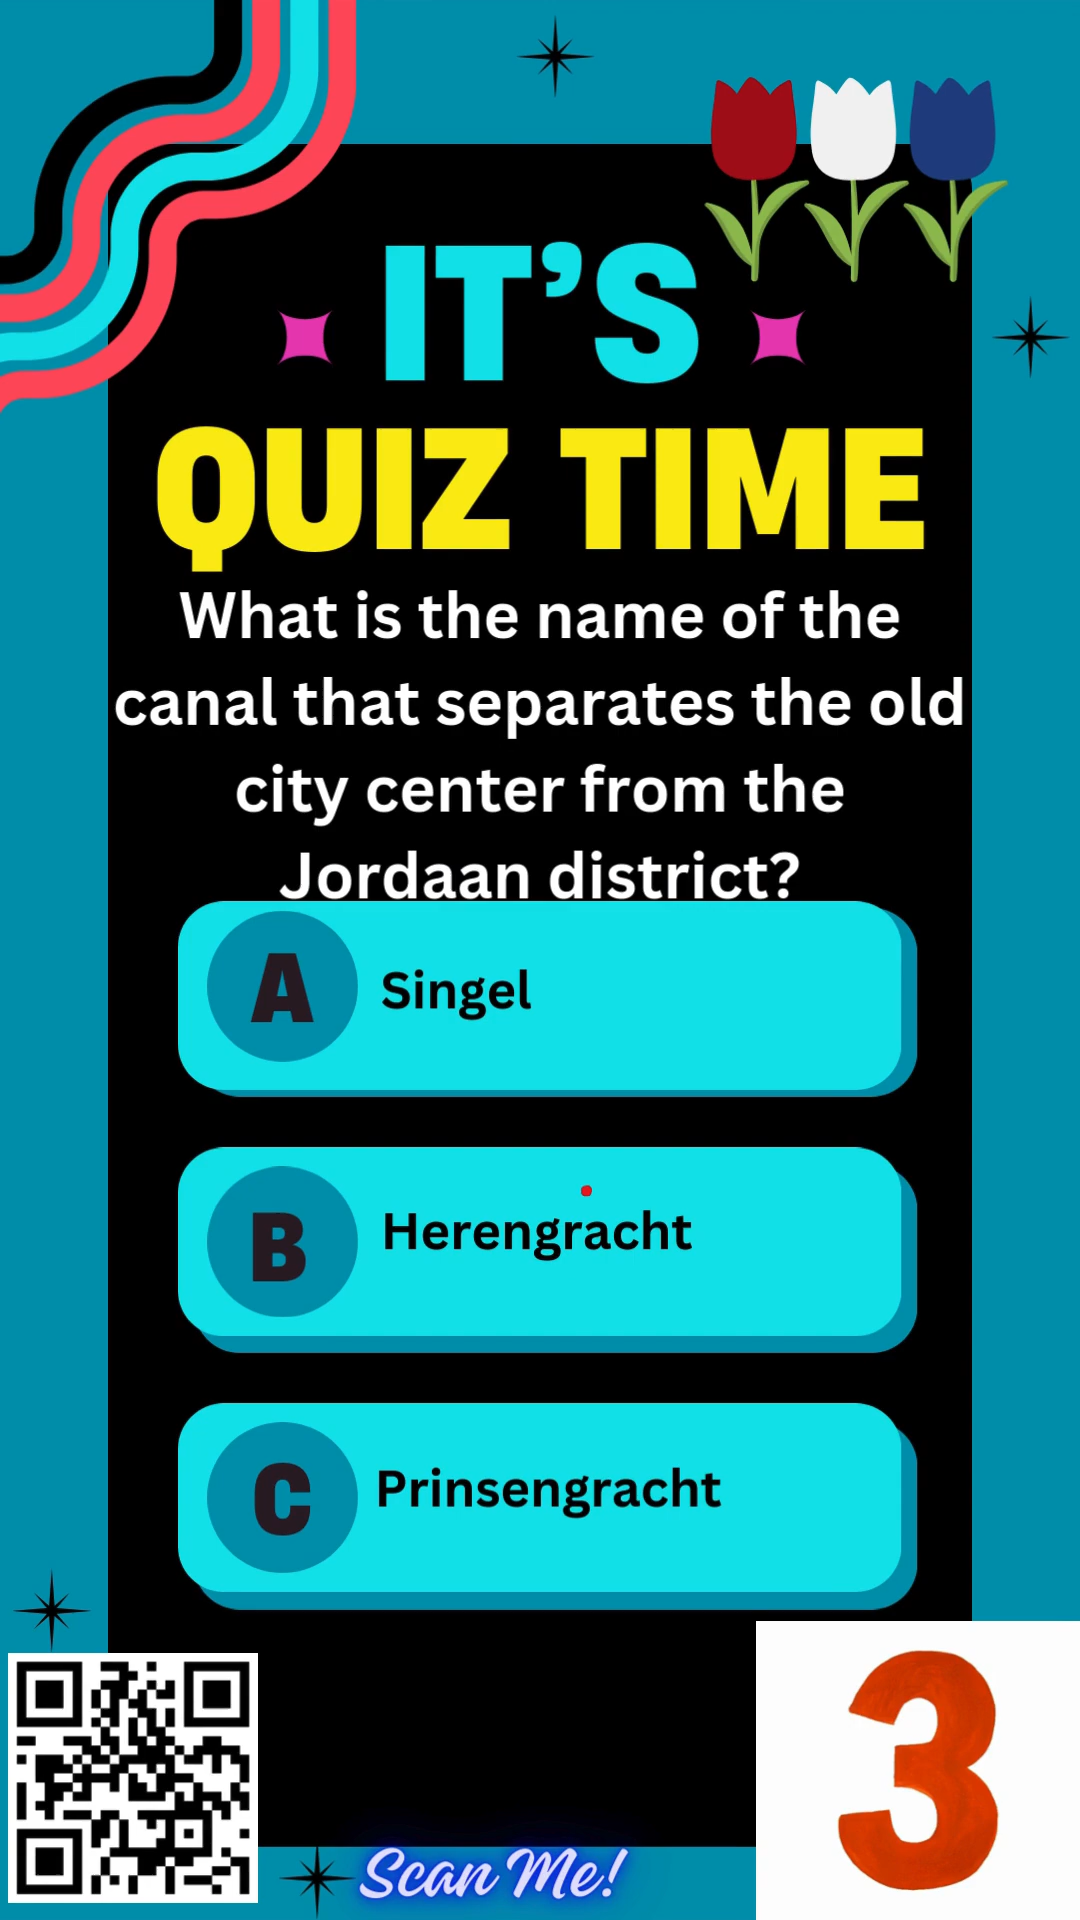 IT’S
QUIZ TIME
What is the name of the
canal that separates the old
city center from the
Jordaan district?
A Singel
B Herengracht
C Prinsengracht
3
Scan Me!